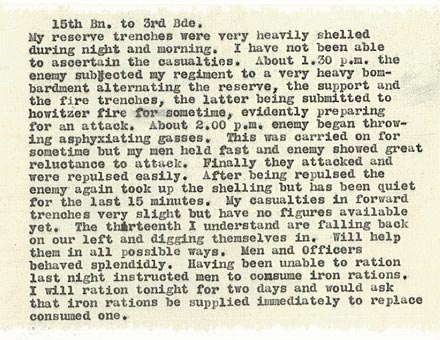 15th Bn. to 3rd Bde.
My reserve trenches were very heavily shelled
during night and morning.  I have not been able
to ascertain the casualties.  About 1.30 p.m. the
enemy subjected my regiment to a very heavy bom-
bardment alternating the reserve, the support and
the fire trenches, the latter being submitted to
howitzer fire for sometime, evidently preparing
for an attack.  About 2.00 p.m. enemy began throw-
ing asphyxiating gasses.  This was carried on for
sometime but my men held fast and enemy showed great
reluctance to attack.  Finally they attacked and
were repulsed easily.  After being repulsed the
enemy again took up the shelling but has been quiet
for the last 15 minutes.  My casualties in forward
trenches very slight but have no figures available
yet.  The thirteenth I understand are falling back
on our left and digging themselves in.  Will help
them in all possible ways.  Men and Officers
behaved splendidly.  Having been unable to ration
last night instructed men to consume iron rations.
I will ration tonight for two days and would ask
that iron rations be supplied immediately to replace
consumed one.